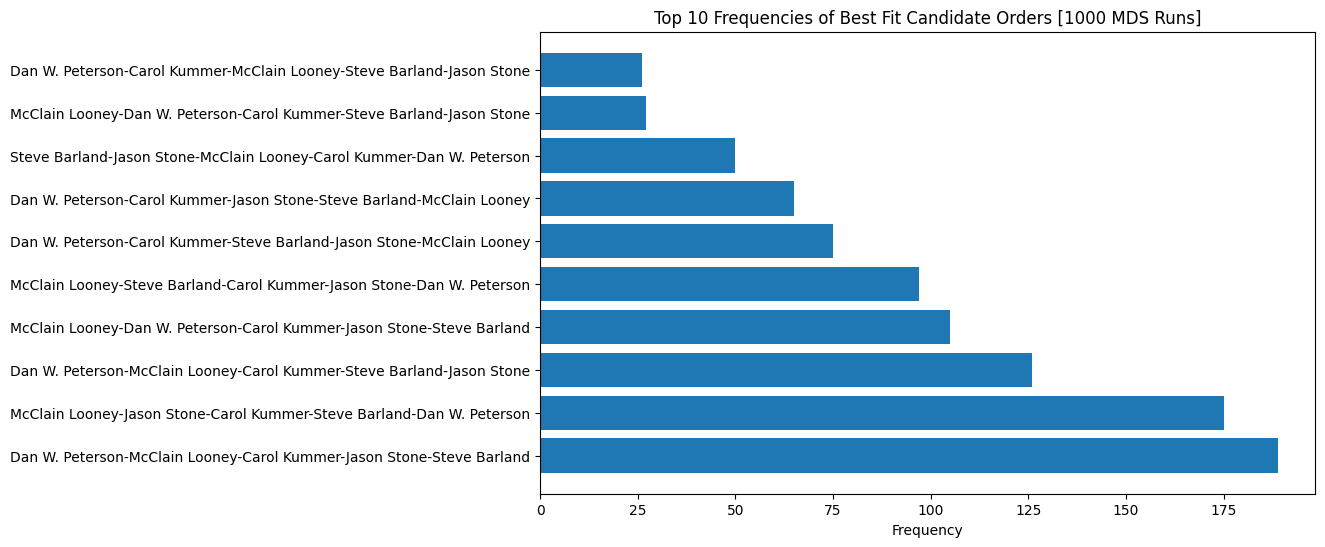 Top 10 Frequencies of Best Fit Candidate Orders [1000 MDS Runs]
Dan W. Peterson-Carol Kummer-McClain Looney-Steve Barland-Jason Stone
McClain Looney-Dan W. Peterson-Carol Kummer-Steve Barland-Jason Stone
Steve Barland-Jason Stone-McClain Looney-Carol Kummer-Dan W. Peterson
Dan W. Peterson-Carol Kummer-Jason Stone-Steve Barland-McClain Looney
Dan W. Peterson-Carol Kummer-Steve Barland-Jason Stone-McClain Looney
McClain Looney-Steve Barland-Carol Kummer-Jason Stone-Dan W. Peterson
McClain Looney-Dan W. Peterson-Carol Kummer-Jason Stone-Steve Barland
Dan W. Peterson-McClain Looney-Carol Kummer-Steve Barland-Jason Stone
McClain Looney-Jason Stone-Carol Kummer-Steve Barland-Dan W. Peterson
Dan W. Peterson-McClain Looney-Carol Kummer-Jason Stone-Steve Barland
0 25 50 75 100 125 150 175
Frequency